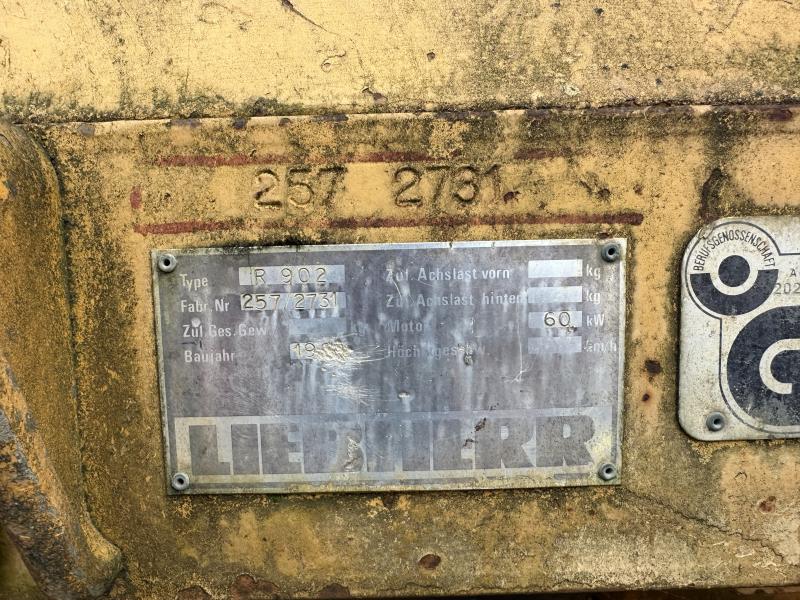 257 2731
Type R 902
Fabr. Nr 257/2731
Zul. Ges. Gew kg
Baujahr
Zul. Achslast vorn kg
Zul. Achslast hinten kg
Motor 60 kW
km/h
LIEBHERR
BERUFSGENOSSENSCHAFT